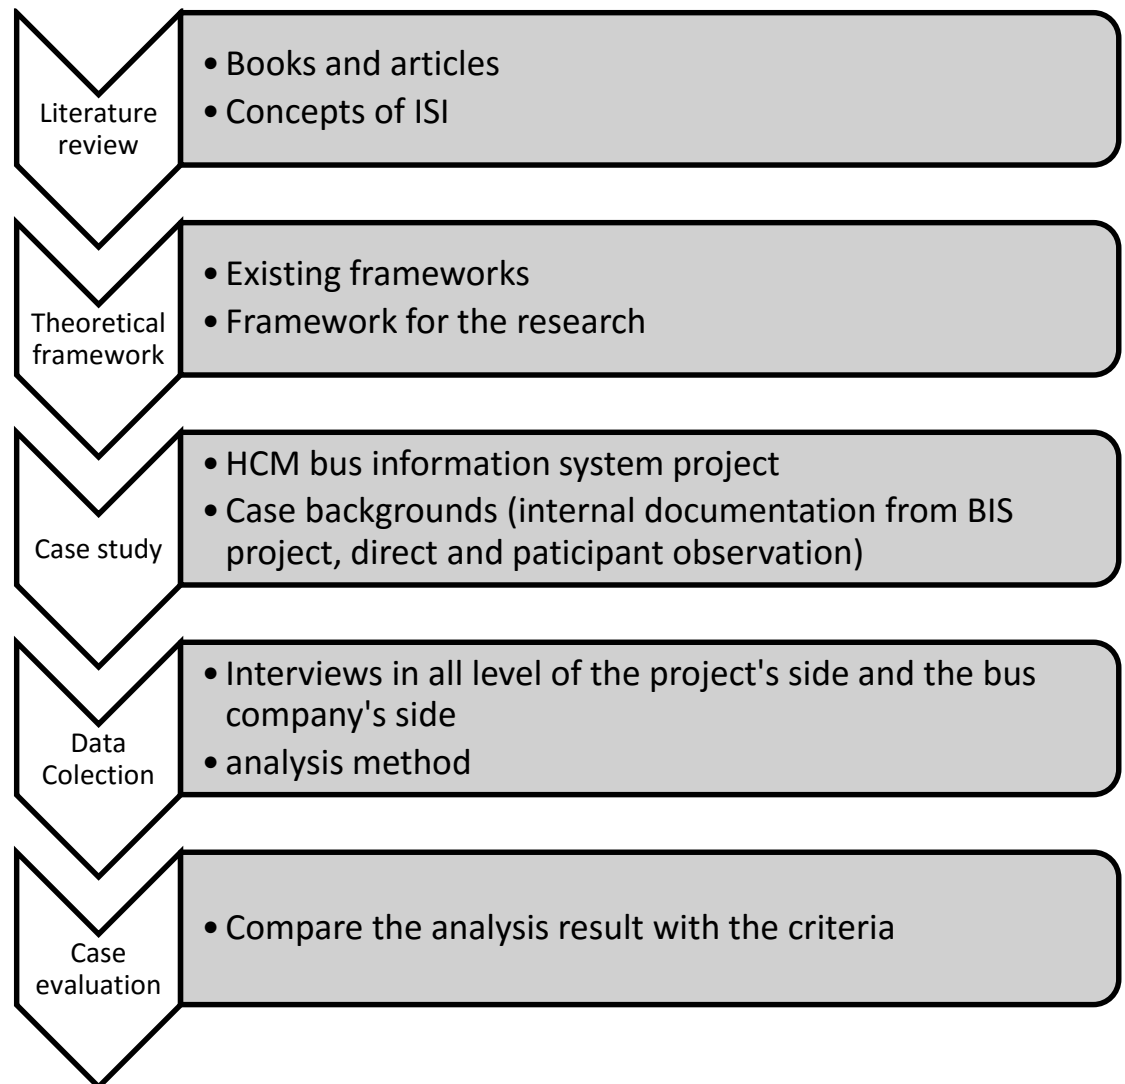 Literature
review
• Books and articles
• Concepts of ISI
Theoretical
framework
• Existing frameworks
• Framework for the research
Case study
• HCM bus information system project
• Case backgrounds (internal documentation from BIS
project, direct and paticipant observation)
Data
Colection
• Interviews in all level of the project's side and the bus
company's side
• analysis method
Case
evaluation
• Compare the analysis result with the criteria